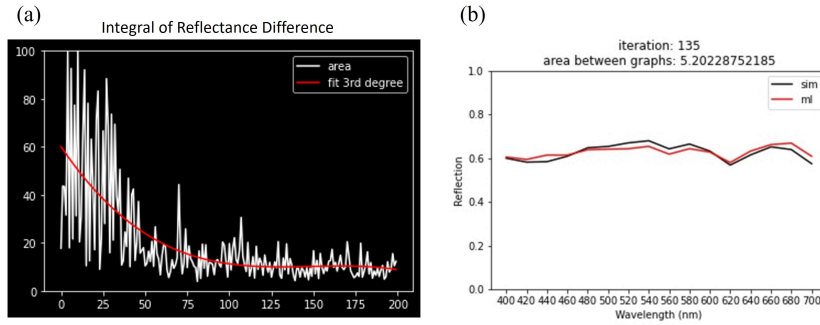 (a)
Integral of Reflectance Difference
100
80
60
40
20
0
0 25 50 75 100 125 150 175 200
area
fit 3rd degree
(b)
iteration: 135
area between graphs: 5.20228752185
1.0
0.8
0.6
0.4
0.2
0.0
Reflection
sim
ml
400 420 440 460 480 500 520 540 560 580 600 620 640 660 680 700
Wavelength (nm)